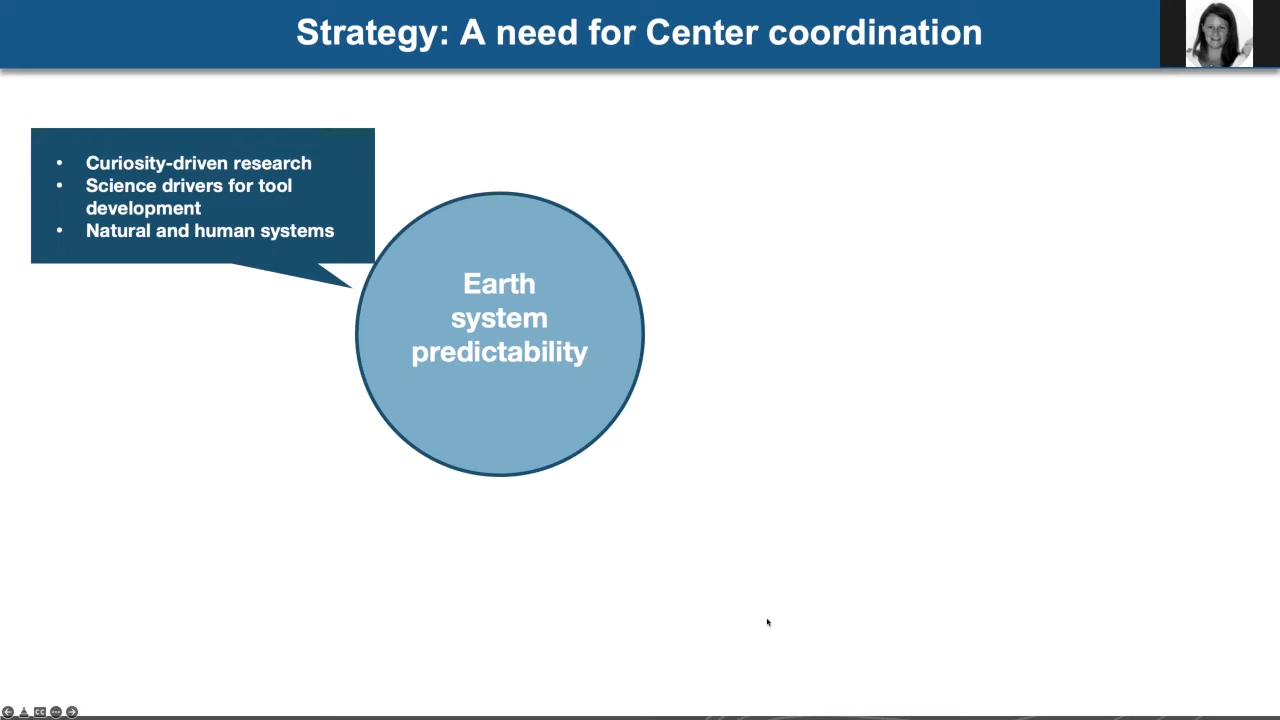 Strategy: A need for Center coordination
• Curiosity-driven research
• Science drivers for tool
development
• Natural and human systems
Earth
system
predictability
CC